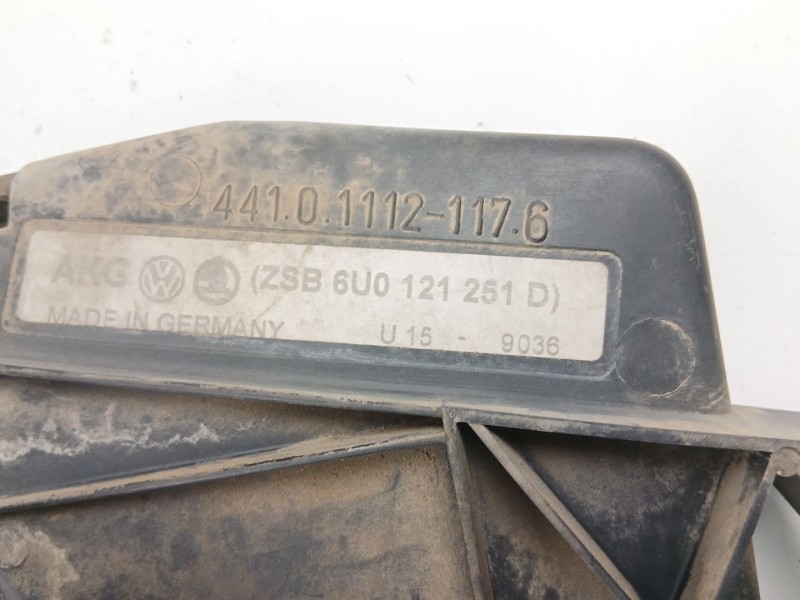 441.0.1112-117.6
AKG (ZSB 6U0 121 251 D)
MADE IN GERMANY U 15 - 9036